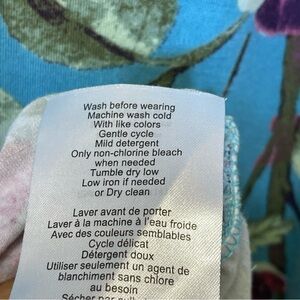 Wash before wearing
Machine wash cold
With like colors
Gentle cycle
Mild detergent
Only non-chlorine bleach
when needed
Tumble dry low
Low iron if needed
or Dry clean
Laver avant de porter
Laver à la machine à l'eau froide
Avec des couleurs semblables
Cycle délicat
Détergent doux
Utiliser seulement un agent de
blanchiment sans chlore
au besoin
Sécher par